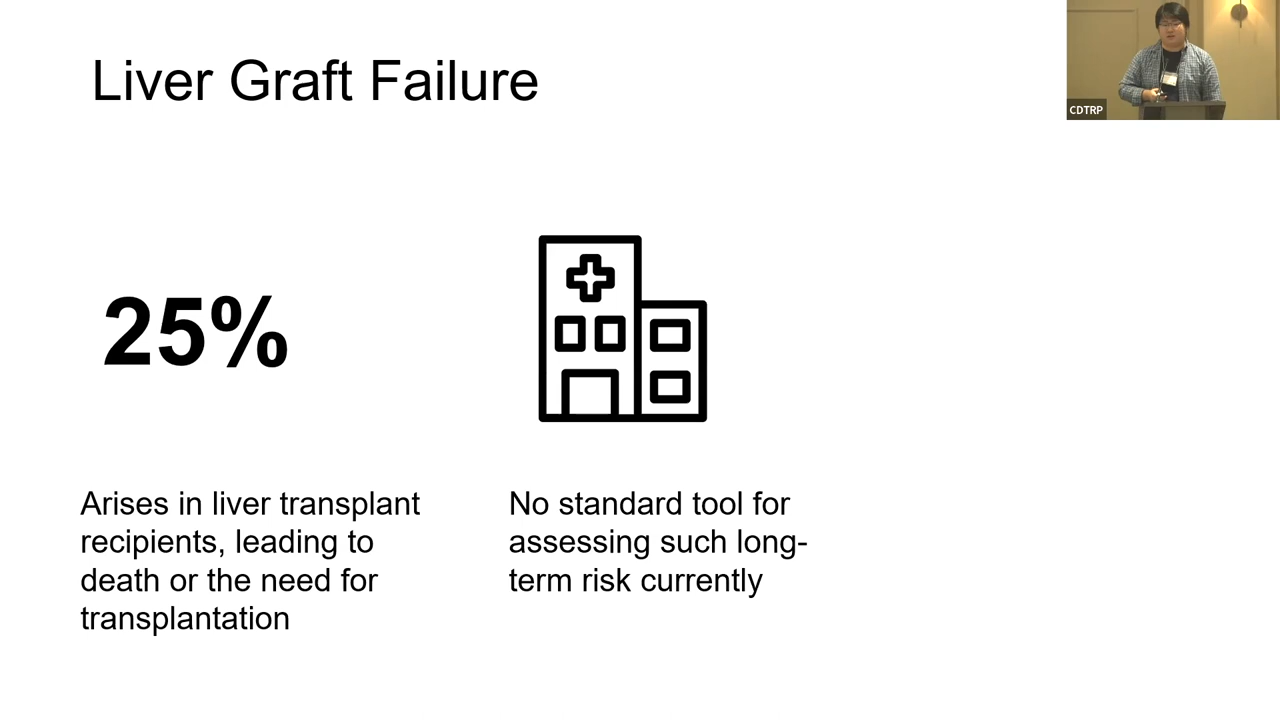 Liver Graft Failure
CDTRP
25%
Arises in liver transplant
recipients, leading to
death or the need for
transplantation
No standard tool for
assessing such long-
term risk currently